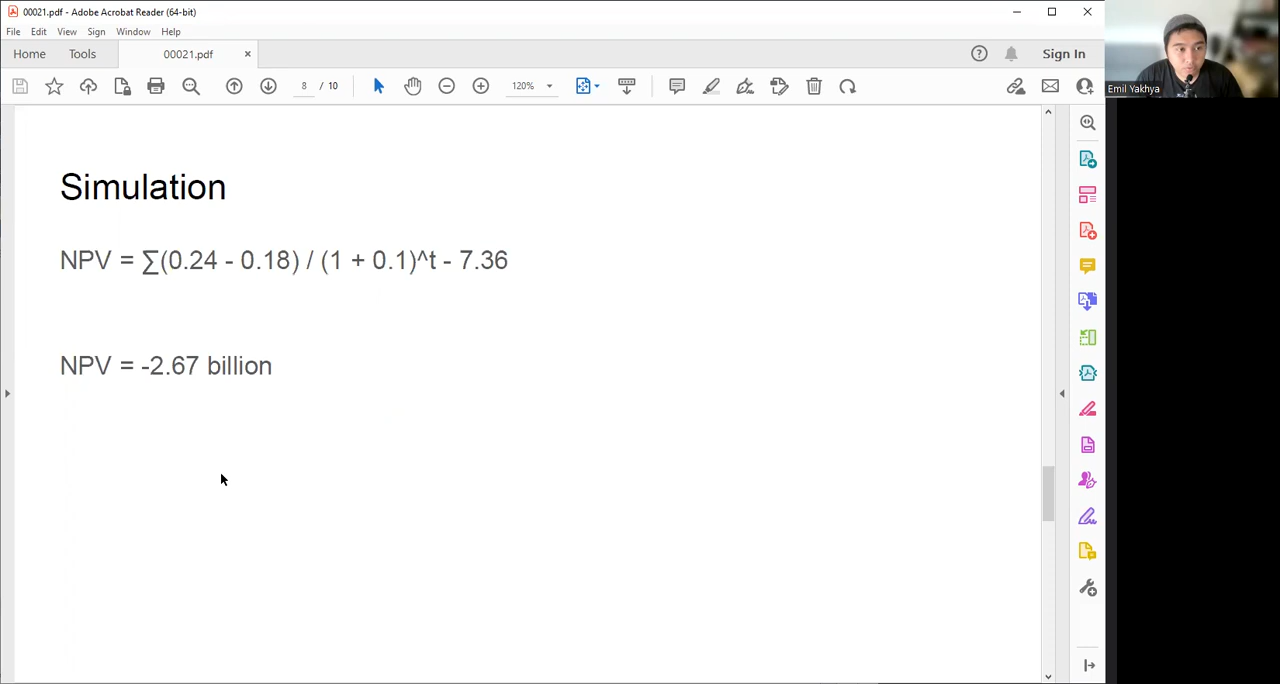 00021.pdf - Adobe Acrobat Reader (64-bit)
File Edit View Sign Window Help
Home Tools 00021.pdf × Sign In
8 / 10 120%
Emil Yakhya
Simulation
NPV = ∑(0.24 - 0.18) / (1 + 0.1)^t - 7.36
NPV = -2.67 billion